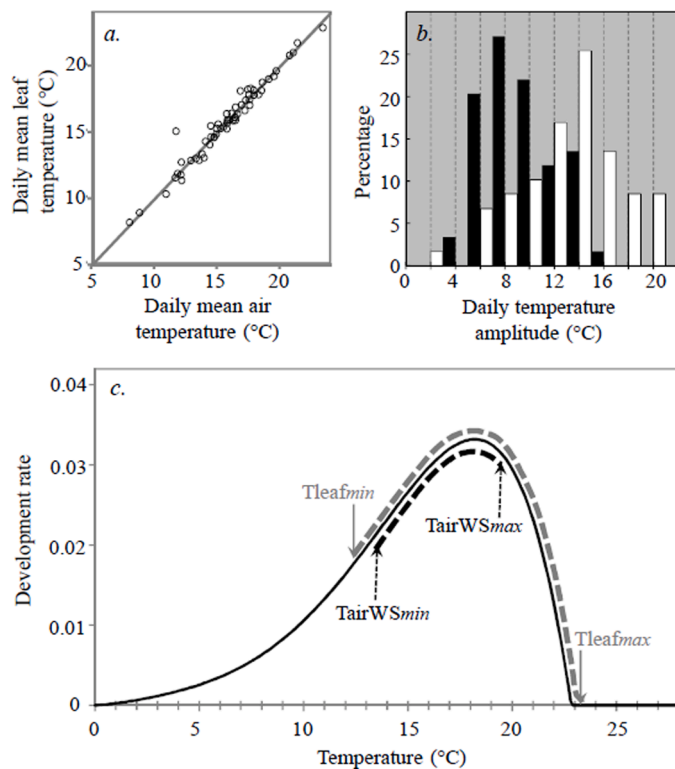 a.
Daily mean leaf
temperature (°C)
20
15
10
5
5 10 15 20
Daily mean air
temperature (°C)
b.
Percentage
25
20
15
10
5
0
0 4 8 12 16 20
Daily temperature
amplitude (°C)
c.
Development rate
0.04
0.03
0.02
0.01
0
Tleafmin
TairWSmax
TairWSmin
Tleafmax
0 5 10 15 20 25
Temperature (°C)